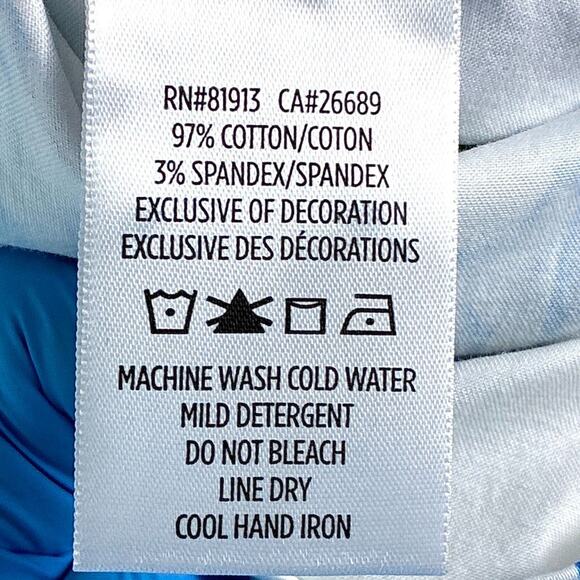 RN#81913 CA#26689
97% COTTON/COTON
3% SPANDEX/SPANDEX
EXCLUSIVE OF DECORATION
EXCLUSIVE DES DÉCORATIONS
MACHINE WASH COLD WATER
MILD DETERGENT
DO NOT BLEACH
LINE DRY
COOL HAND IRON